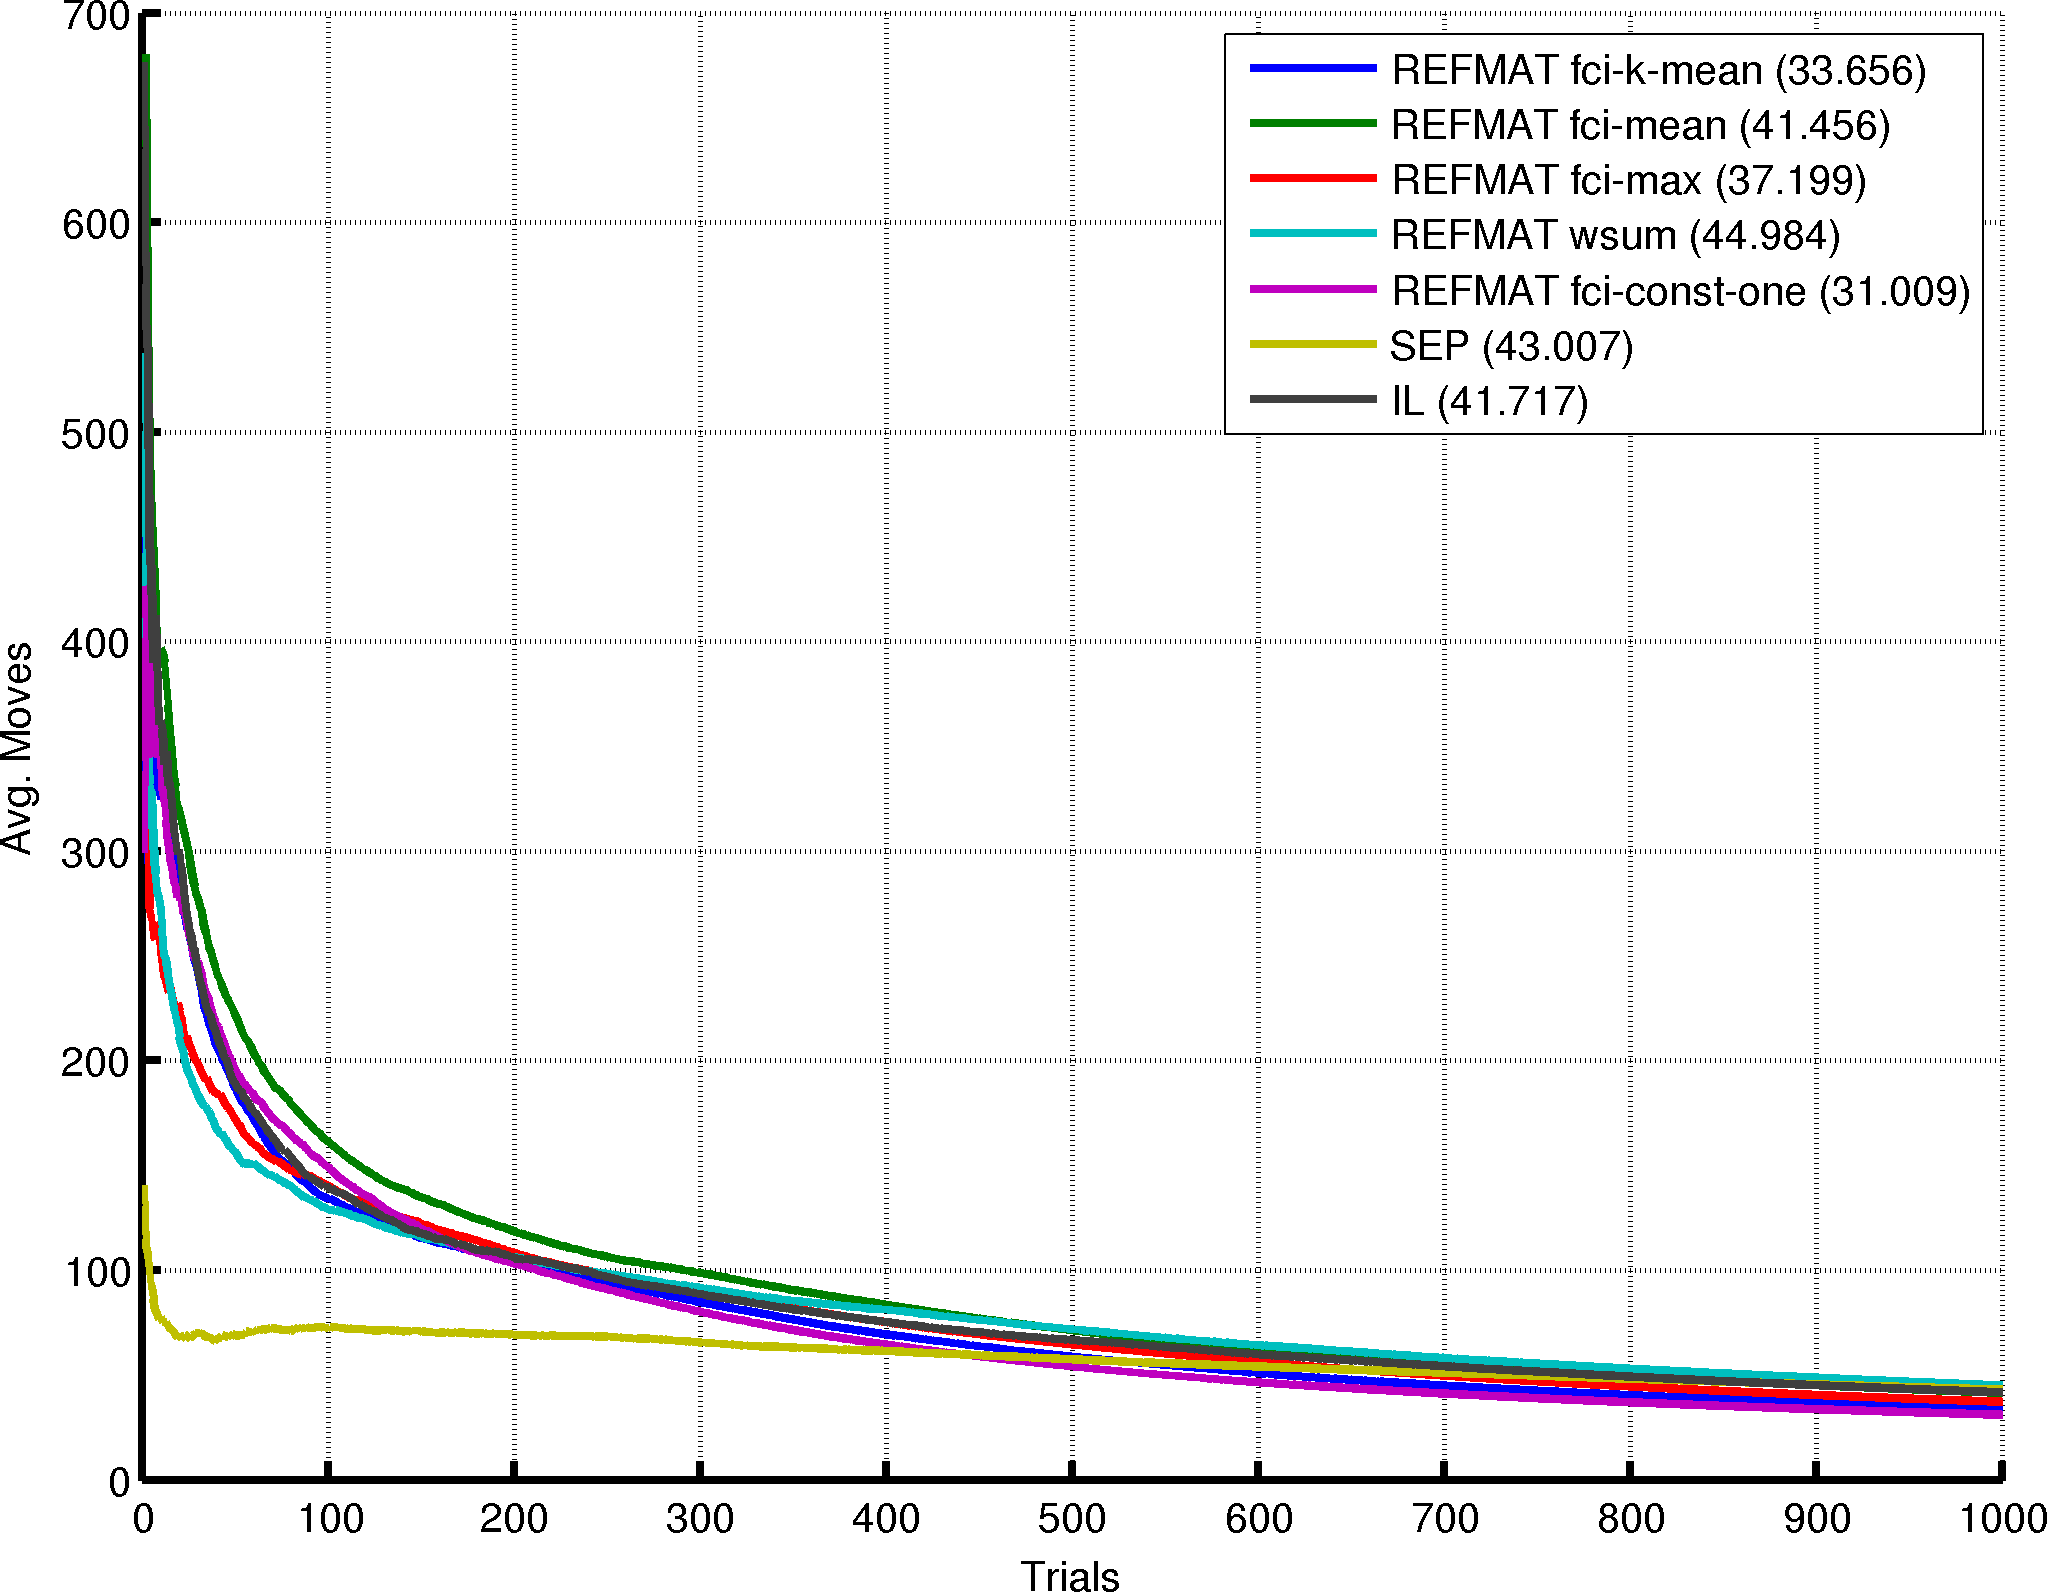 700
600
500
400
300
200
100
0
Avg. Moves
REFMAT fci-k-mean (33.656)
REFMAT fci-mean (41.456)
REFMAT fci-max (37.199)
REFMAT wsum (44.984)
REFMAT fci-const-one (31.009)
SEP (43.007)
IL (41.717)
0 100 200 300 400 500 600 700 800 900 1000
Trials